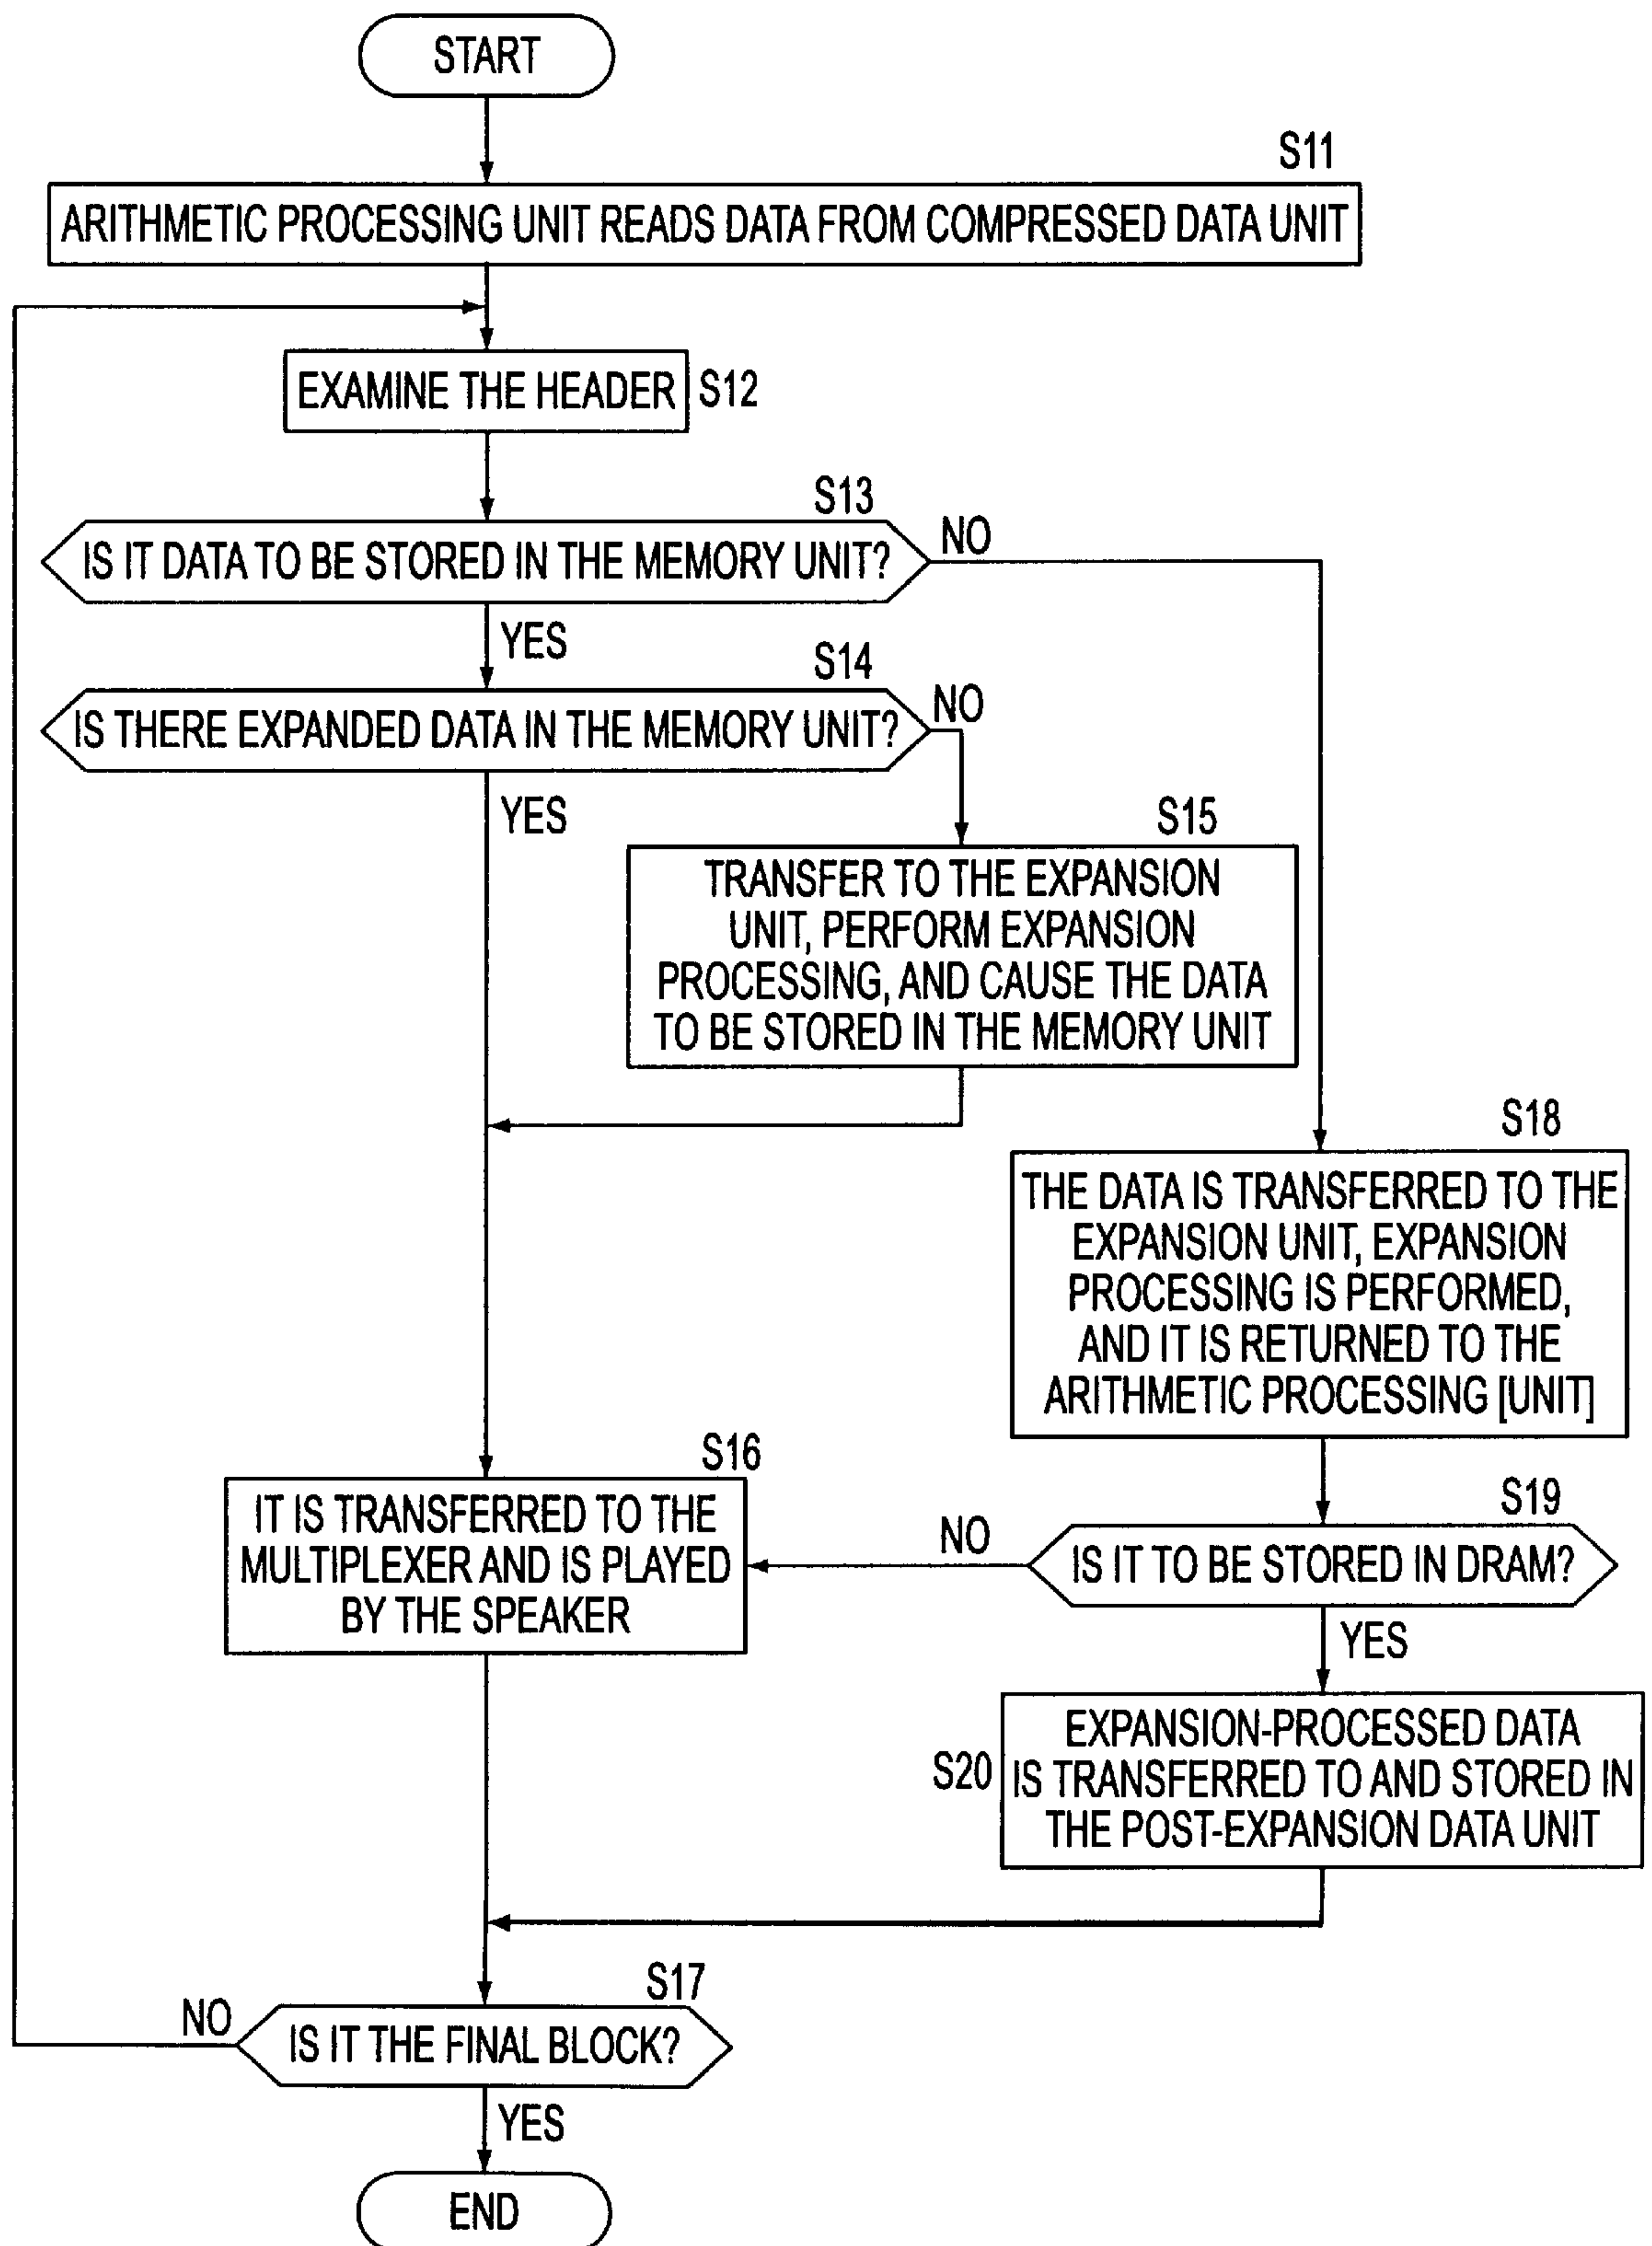 START
S11
ARITHMETIC PROCESSING UNIT READS DATA FROM COMPRESSED DATA UNIT
EXAMINE THE HEADER
S12
S13
IS IT DATA TO BE STORED IN THE MEMORY UNIT?
NO
YES
S14
IS THERE EXPANDED DATA IN THE MEMORY UNIT?
NO
YES
S15
TRANSFER TO THE EXPANSION
UNIT, PERFORM EXPANSION
PROCESSING, AND CAUSE THE DATA
TO BE STORED IN THE MEMORY UNIT
S18
THE DATA IS TRANSFERRED TO THE
EXPANSION UNIT, EXPANSION
PROCESSING IS PERFORMED,
AND IT IS RETURNED TO THE
ARITHMETIC PROCESSING [UNIT]
S16
IT IS TRANSFERRED TO THE
MULTIPLEXER AND IS PLAYED
BY THE SPEAKER
S19
NO
IS IT TO BE STORED IN DRAM?
YES
S20
EXPANSION-PROCESSED DATA
IS TRANSFERRED TO AND STORED IN
THE POST-EXPANSION DATA UNIT
S17
NO
IS IT THE FINAL BLOCK?
YES
END